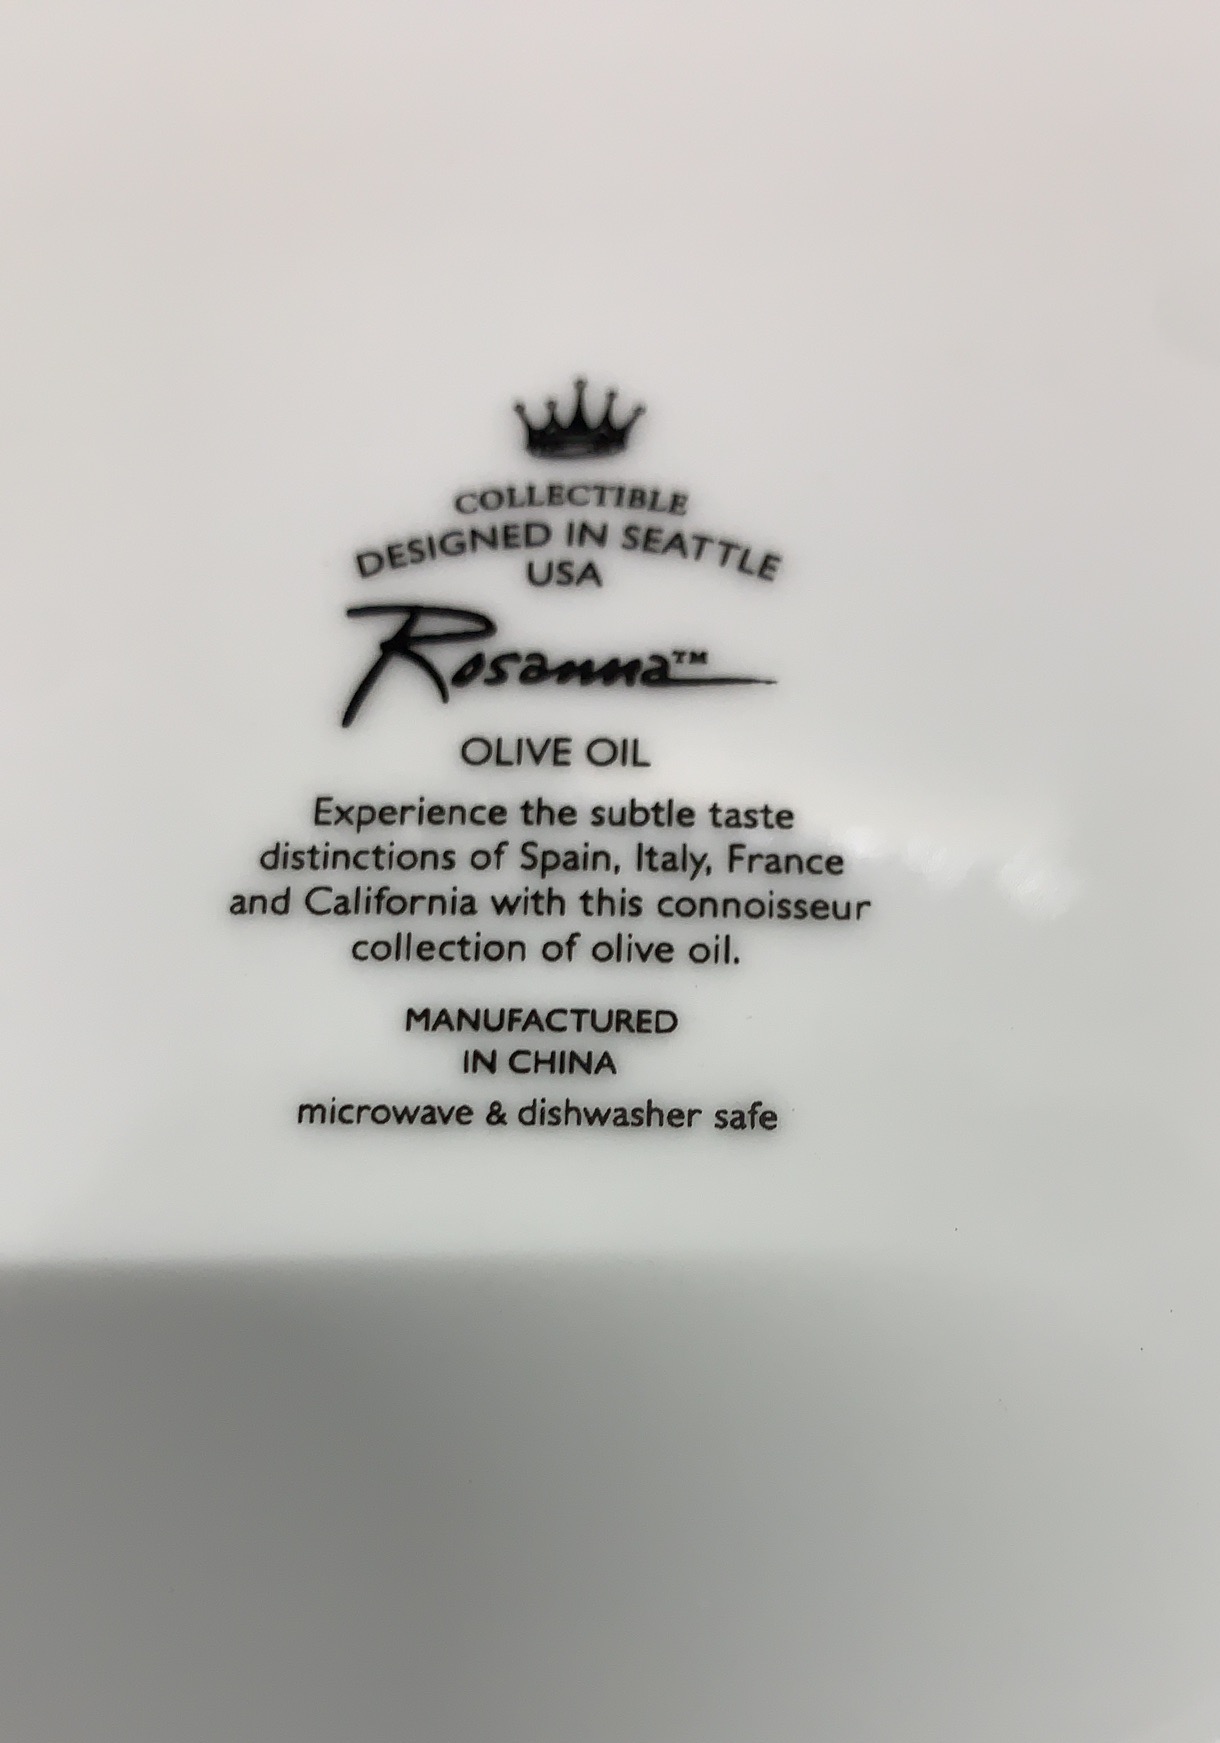 COLLECTIBLE
DESIGNED IN SEATTLE
USA
Rosanna™
OLIVE OIL
Experience the subtle taste
distinctions of Spain, Italy, France
and California with this connoisseur
collection of olive oil.
MANUFACTURED
IN CHINA
microwave & dishwasher safe